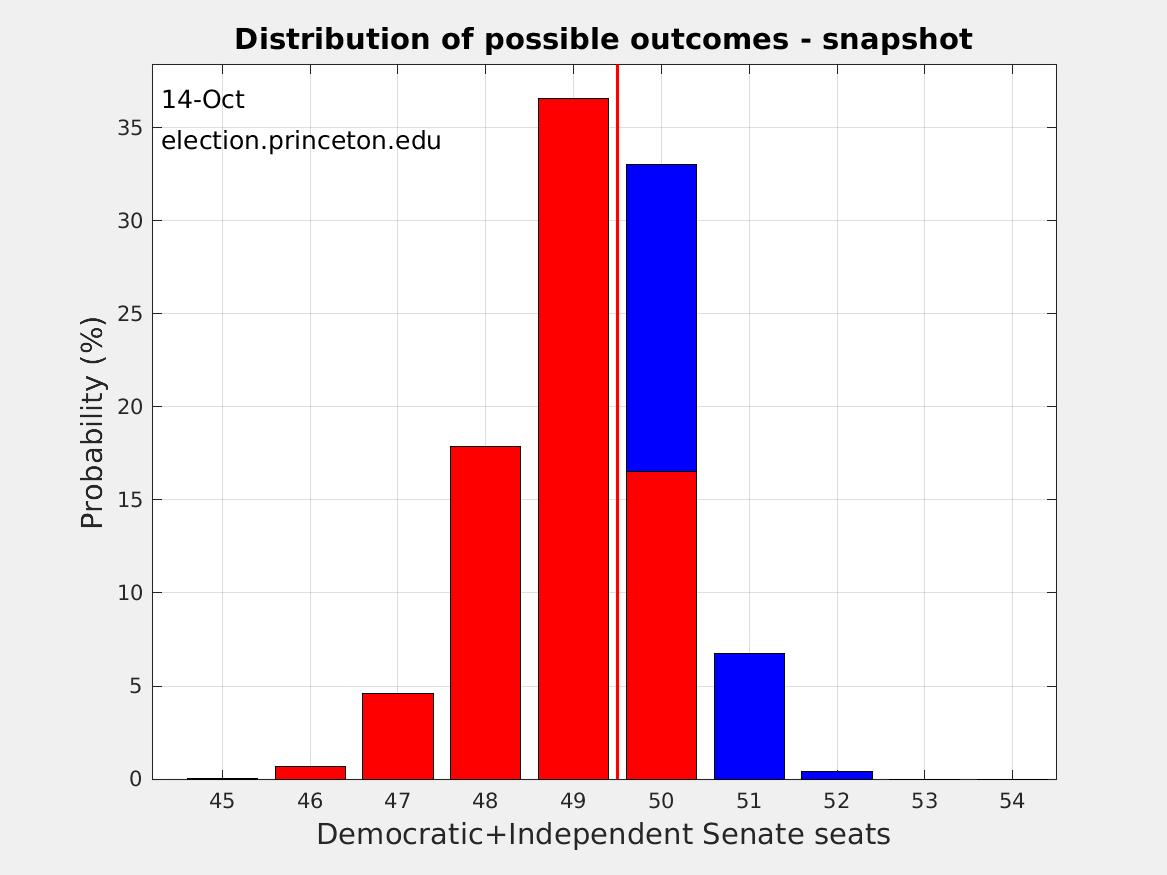 Distribution of possible outcomes - snapshot
14-Oct
election.princeton.edu
35
30
25
20
15
10
5
0
Probability (%)
45 46 47 48 49 50 51 52 53 54
Democratic+Independent Senate seats